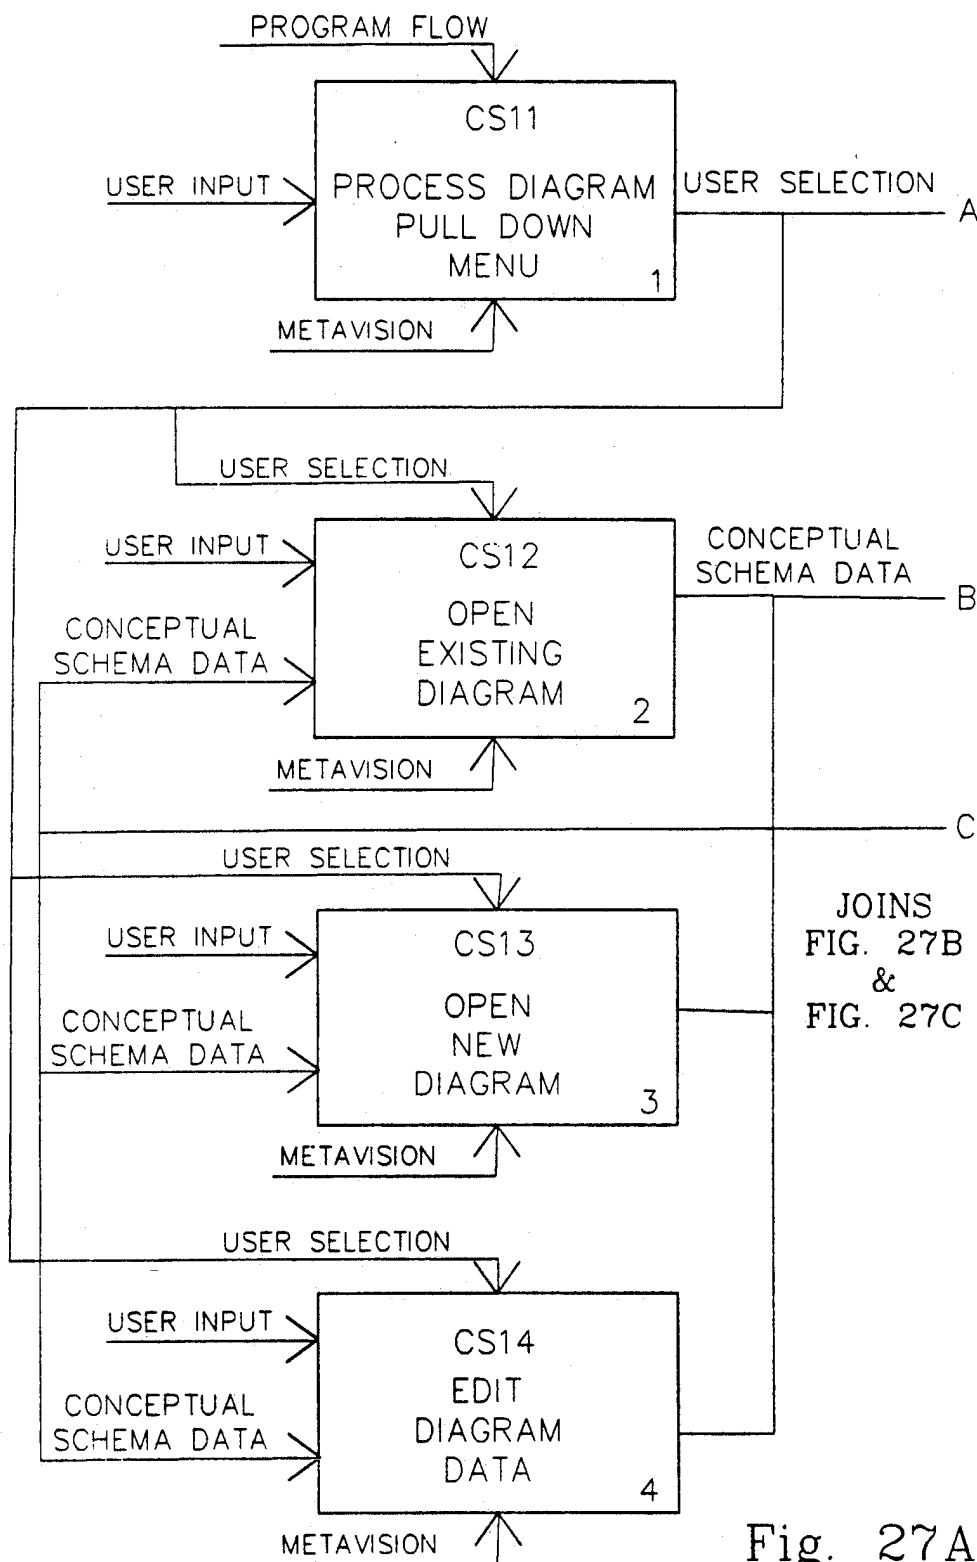 PROGRAM FLOW
CS11
USER INPUT
PROCESS DIAGRAM
PULL DOWN
MENU
1
USER SELECTION
A
METAVISION
USER SELECTION
USER INPUT
CS12
CONCEPTUAL
SCHEMA DATA
B
CONCEPTUAL
SCHEMA DATA
OPEN
EXISTING
DIAGRAM
2
METAVISION
C
USER SELECTION
USER INPUT
CS13
JOINS
FIG. 27B
&
FIG. 27C
CONCEPTUAL
SCHEMA DATA
OPEN
NEW
DIAGRAM
3
METAVISION
USER SELECTION
USER INPUT
CS14
CONCEPTUAL
SCHEMA DATA
EDIT
DIAGRAM
DATA
4
METAVISION
Fig. 27A